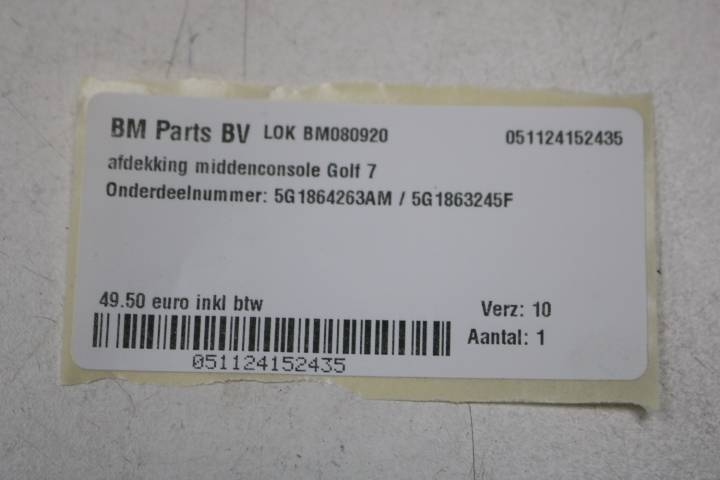 BM Parts BV LOK BM080920 051124152435
afdekking middenconsole Golf 7
Onderdeelnummer: 5G1864263AM / 5G1863245F
49.50 euro inkl btw Verz: 10
Aantal: 1
051124152435